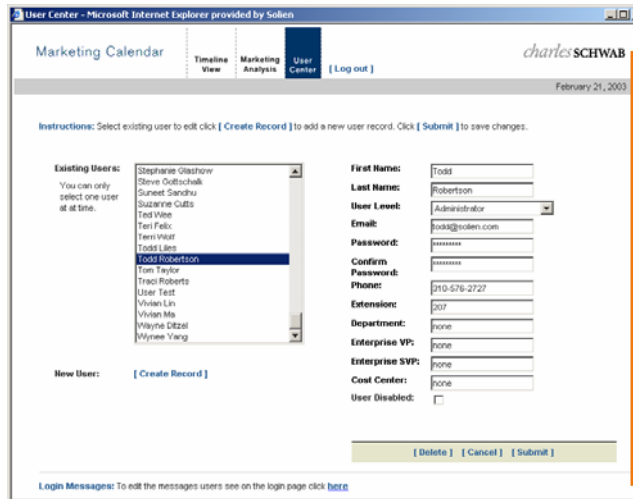 User Center - Microsoft Internet Explorer provided by Solien
Marketing Calendar
Timeline View
Marketing Analysis
User Center
[ Log out ]
charles SCHWAB
February 21, 2003
Instructions: Select existing user to edit click [ Create Record ] to add a new user record. Click [ Submit ] to save changes.
Existing Users:
You can only
select one user
at at time.
Stephanie Glashow
Steve Gottschalk
Suneet Sandhu
Suzanne Cutts
Ted Wee
Teri Felix
Terri Wolf
Todd Liles
Todd Robertson
Tom Taylor
Traci Roberts
User Test
Vivian Lin
Vivian Ma
Wayne Ditzel
Wynee Yang
New User: [ Create Record ]
First Name: Todd
Last Name: Robertson
User Level: Administrator
Email: todd@solien.com
Password: *********
Confirm
Password: *********
Phone: 310-576-2727
Extension: 207
Department: none
Enterprise VP: none
Enterprise SVP: none
Cost Center: none
User Disabled:
[ Delete ] [ Cancel ] [ Submit ]
Login Messages: To edit the messages users see on the login page click here